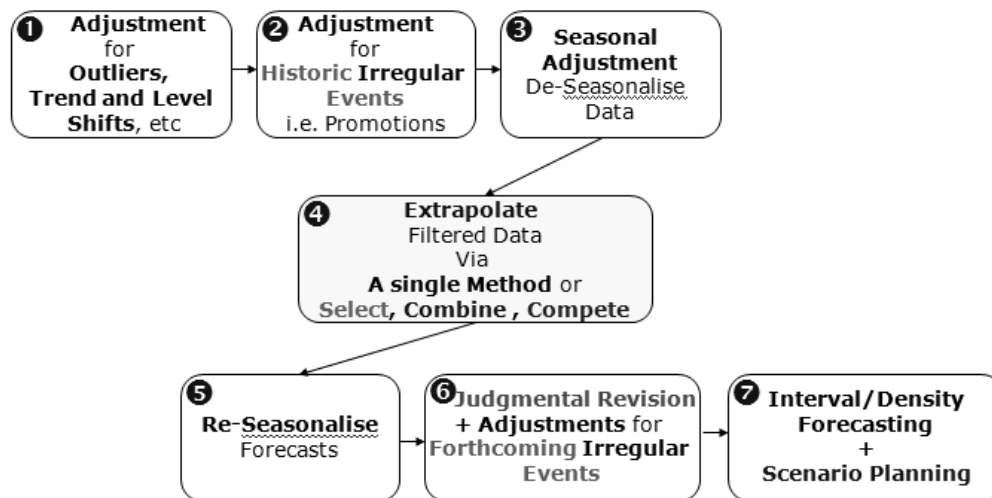 ❶ Adjustment
for
Outliers,
Trend and Level
Shifts, etc
❷ Adjustment
for
Historic Irregular
Events
i.e. Promotions
❸ Seasonal
Adjustment
De-Seasonalise
Data
❹ Extrapolate
Filtered Data
Via
A single Method or
Select, Combine , Compete
❺
Re-Seasonalise
Forecasts
❻ Judgmental Revision
+ Adjustments for
Forthcoming Irregular
Events
❼ Interval/Density
Forecasting
+
Scenario Planning